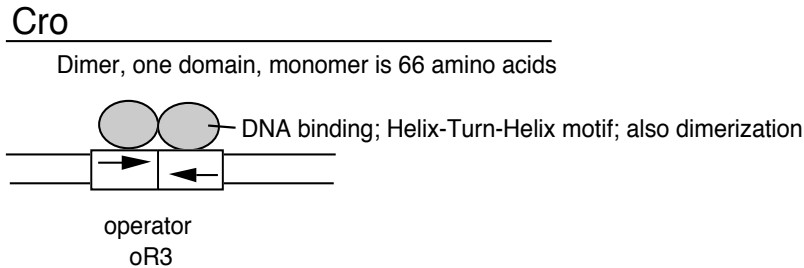 Cro
Dimer, one domain, monomer is 66 amino acids
DNA binding; Helix-Turn-Helix motif; also dimerization
operator
oR3